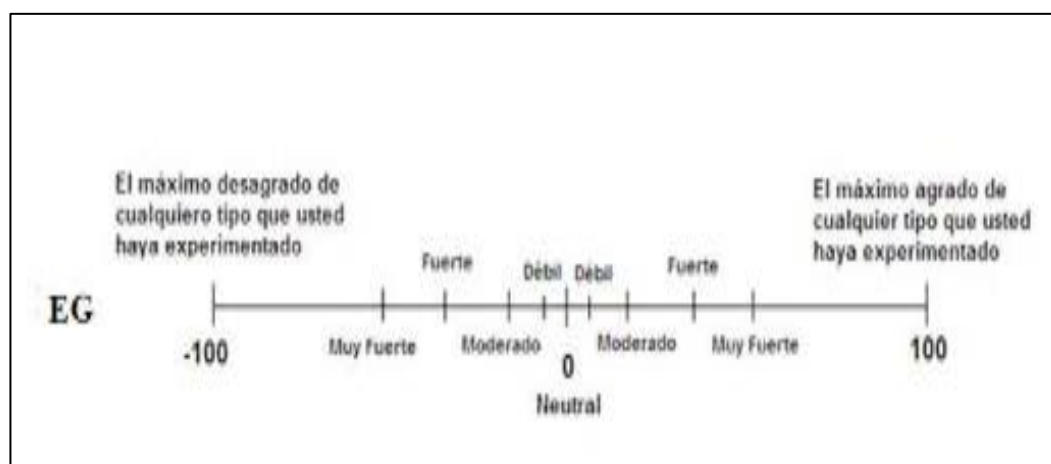 El máximo desagrado de
cualquiero tipo que usted
haya experimentado
El máximo agrado de
cualquier tipo que usted
haya experimentado
Fuerte
Débil
Débil
Fuerte
EG
-100
Muy Fuerte
Moderado
0
Moderado
Muy Fuerte
100
Neutral